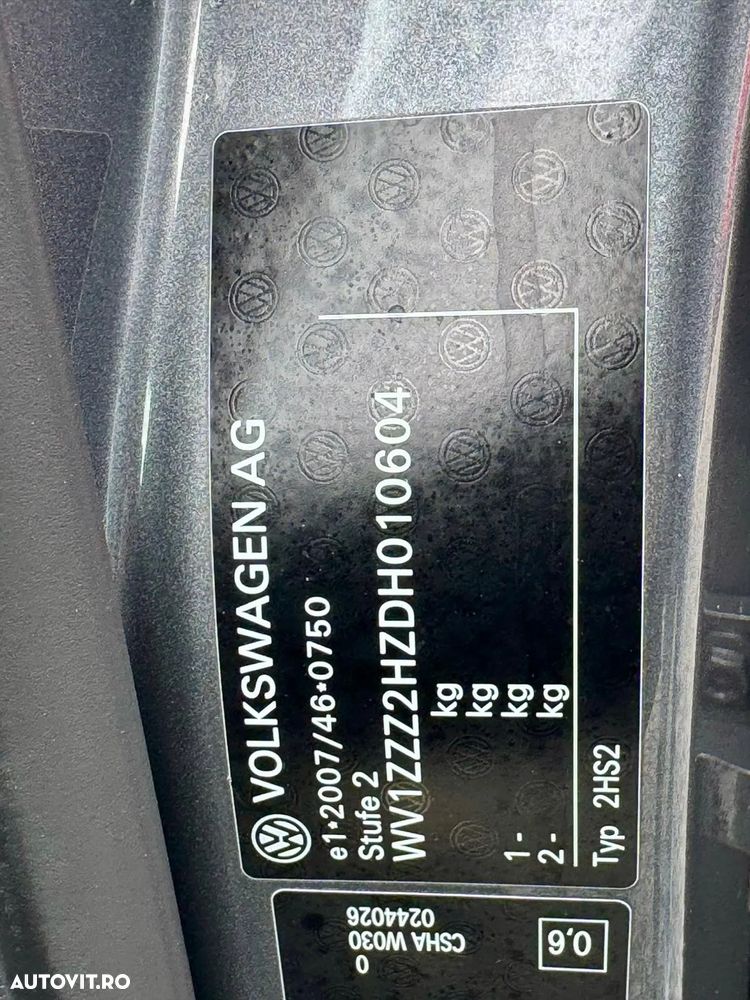 VOLKSWAGEN AG
e1*2007/46*0750
Stufe 2
WV1ZZZ2HZDH010604
kg
kg
1- kg
2- kg
Typ 2HS2
0
CSHA W030
0244026
0,6
AUTOVIT.RO